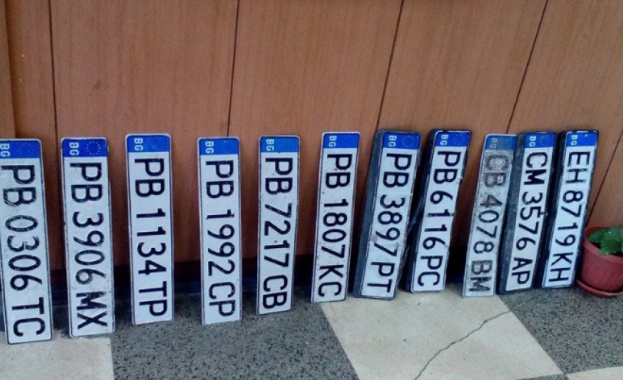 BG
PB 0306 TC
BG
PB 3906 MX
BG
PB 1134 TP
BG
PB 1992 CP
BG
PB 7217 CB
BG
PB 1807 KC
BG
PB 3897 PT
BG
PB 6116 PC
BG
CB 4078 BM
BG
CM 3576 AP
BG
EH 8719 KH